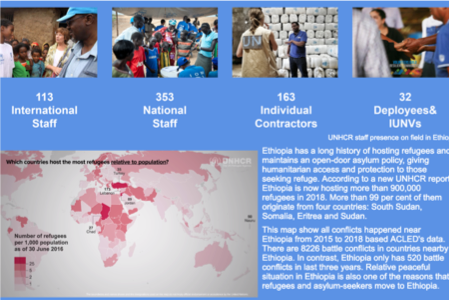 113
International
Staff
353
National
Staff
163
Individual
Contractors
32
Deployees&
IUNVs
UNHCR staff presence on field in Ethiop
Which countries host the most refugees relative to population?
UNHCR
Number of refugees
per 1,000 population
as of 30 June 2016
Lebanon
Chad
Ethiopia has a long history of hosting refugees and
maintains an open-door asylum policy, giving
humanitarian access and protection to those
seeking refuge. According to a new UNHCR report
Ethiopia is now hosting more than 900,000
refugees in 2018. More than 99 per cent of them
originate from four countries: South Sudan,
Somalia, Eritrea and Sudan.
This map show all conflicts happened near
Ethiopia from 2015 to 2018 based ACLED's data.
There are 8226 battle conflicts in countries nearby
Ethiopia. In contrast, Ethiopia only has 520 battle
conflicts in last three years. Relative peaceful
situation in Ethiopia is also one of the reasons that
refugees and asylum-seekers move to Ethiopia.